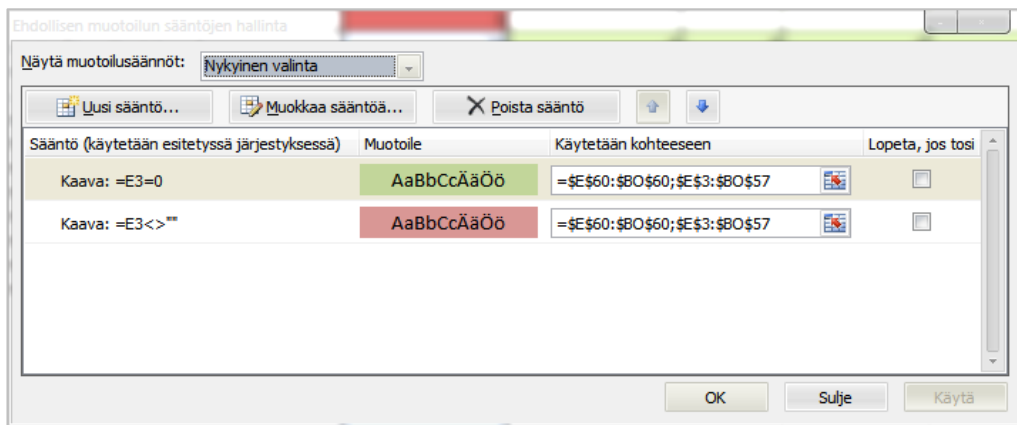 Ehdollisen muotoilun sääntöjen hallinta
Näytä muotoilusäännöt: Nykyinen valinta
Uusi sääntö... Muokkaa sääntöä... Poista sääntö
Sääntö (käytetään esitetyssä järjestyksessä) Muotoile Käytetään kohteeseen Lopeta, jos tosi
Kaava: =E3=0 AaBbCcÄäÖö =$E$60:$BO$60;$E$3:$BO$57
Kaava: =E3<>"" AaBbCcÄäÖö =$E$60:$BO$60;$E$3:$BO$57
OK Sulje Käytä